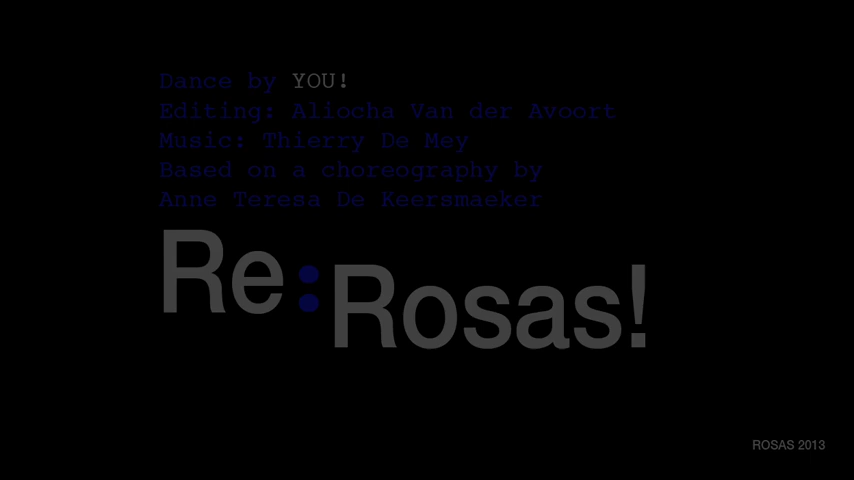 Dance by YOU!
Editing: Aliocha Van der Avoort
Music: Thierry De Mey
Based on a choreography by
Anne Teresa De Keersmaeker
Re:Rosas!
ROSAS 2013